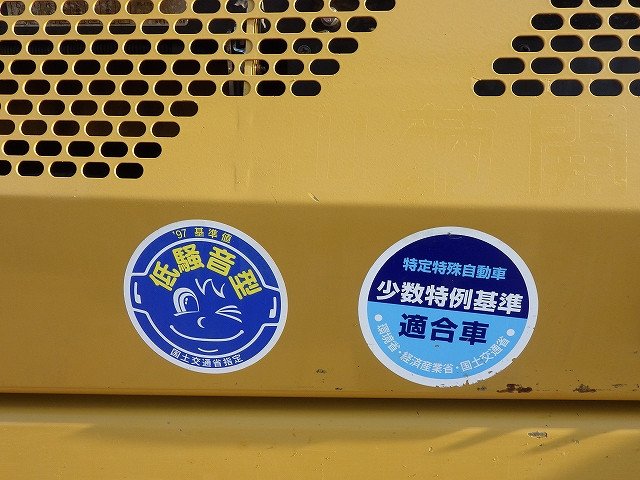 '97 基準値
低騒音型
国土交通省指定
特定特殊自動車
少数特例基準
適合車
環境省・経済産業省・国土交通省